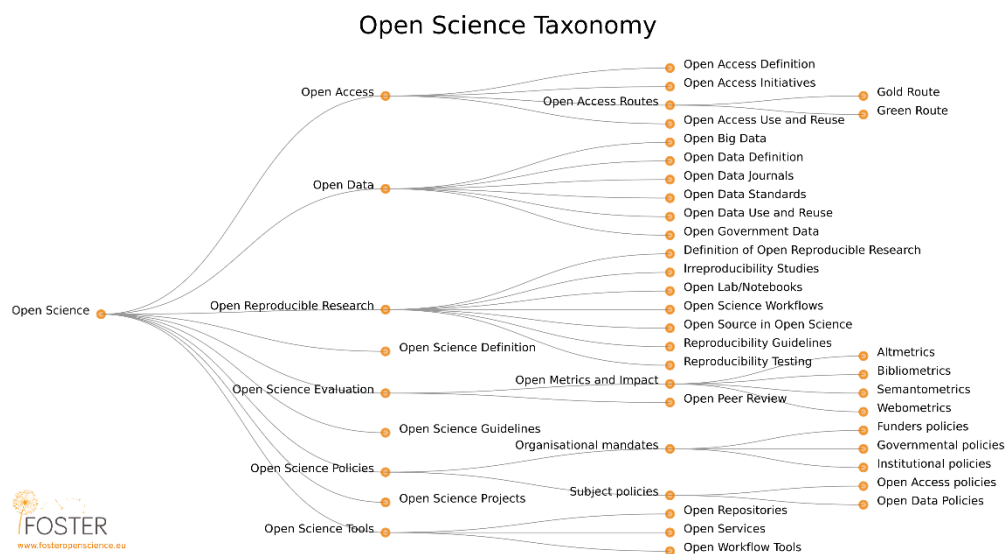 Open Science Taxonomy
Open Science
Open Access
Open Access Definition
Open Access Initiatives
Open Access Routes
Gold Route
Green Route
Open Access Use and Reuse
Open Data
Open Big Data
Open Data Definition
Open Data Journals
Open Data Standards
Open Data Use and Reuse
Open Government Data
Open Reproducible Research
Definition of Open Reproducible Research
Irreproducibility Studies
Open Lab/Notebooks
Open Science Workflows
Open Source in Open Science
Reproducibility Guidelines
Reproducibility Testing
Open Science Definition
Open Science Evaluation
Open Metrics and Impact
Altmetrics
Bibliometrics
Semantometrics
Webometrics
Open Peer Review
Open Science Guidelines
Open Science Policies
Organisational mandates
Funders policies
Governmental policies
Institutional policies
Subject policies
Open Access policies
Open Data Policies
Open Science Projects
Open Science Tools
Open Repositories
Open Services
Open Workflow Tools
FOSTER
www.fosteropenscience.eu